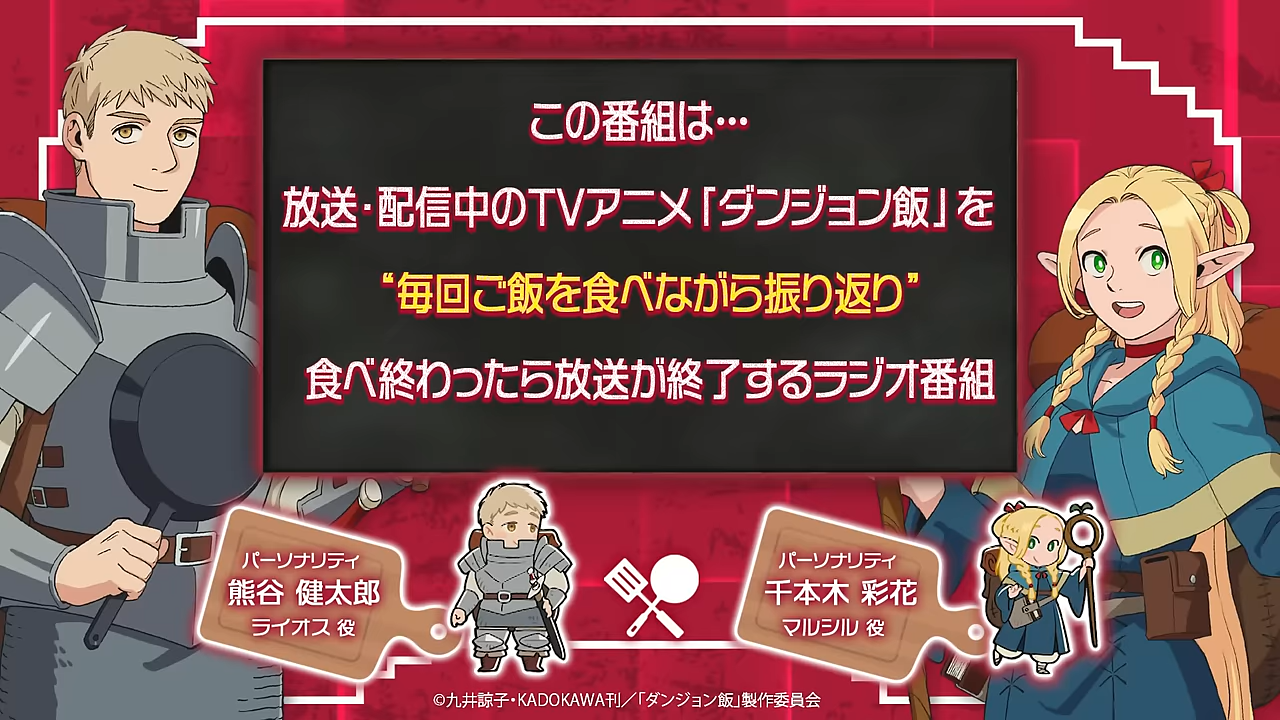 この番組は…
放送・配信中のTVアニメ「ダンジョン飯」を
“毎回ご飯を食べながら振り返り”
食べ終わったら放送が終了するラジオ番組
パーソナリティ
熊谷 健太郎
ライオス 役
パーソナリティ
千本木 彩花
マルシル 役
©九井諒子・KADOKAWA刊／「ダンジョン飯」製作委員会